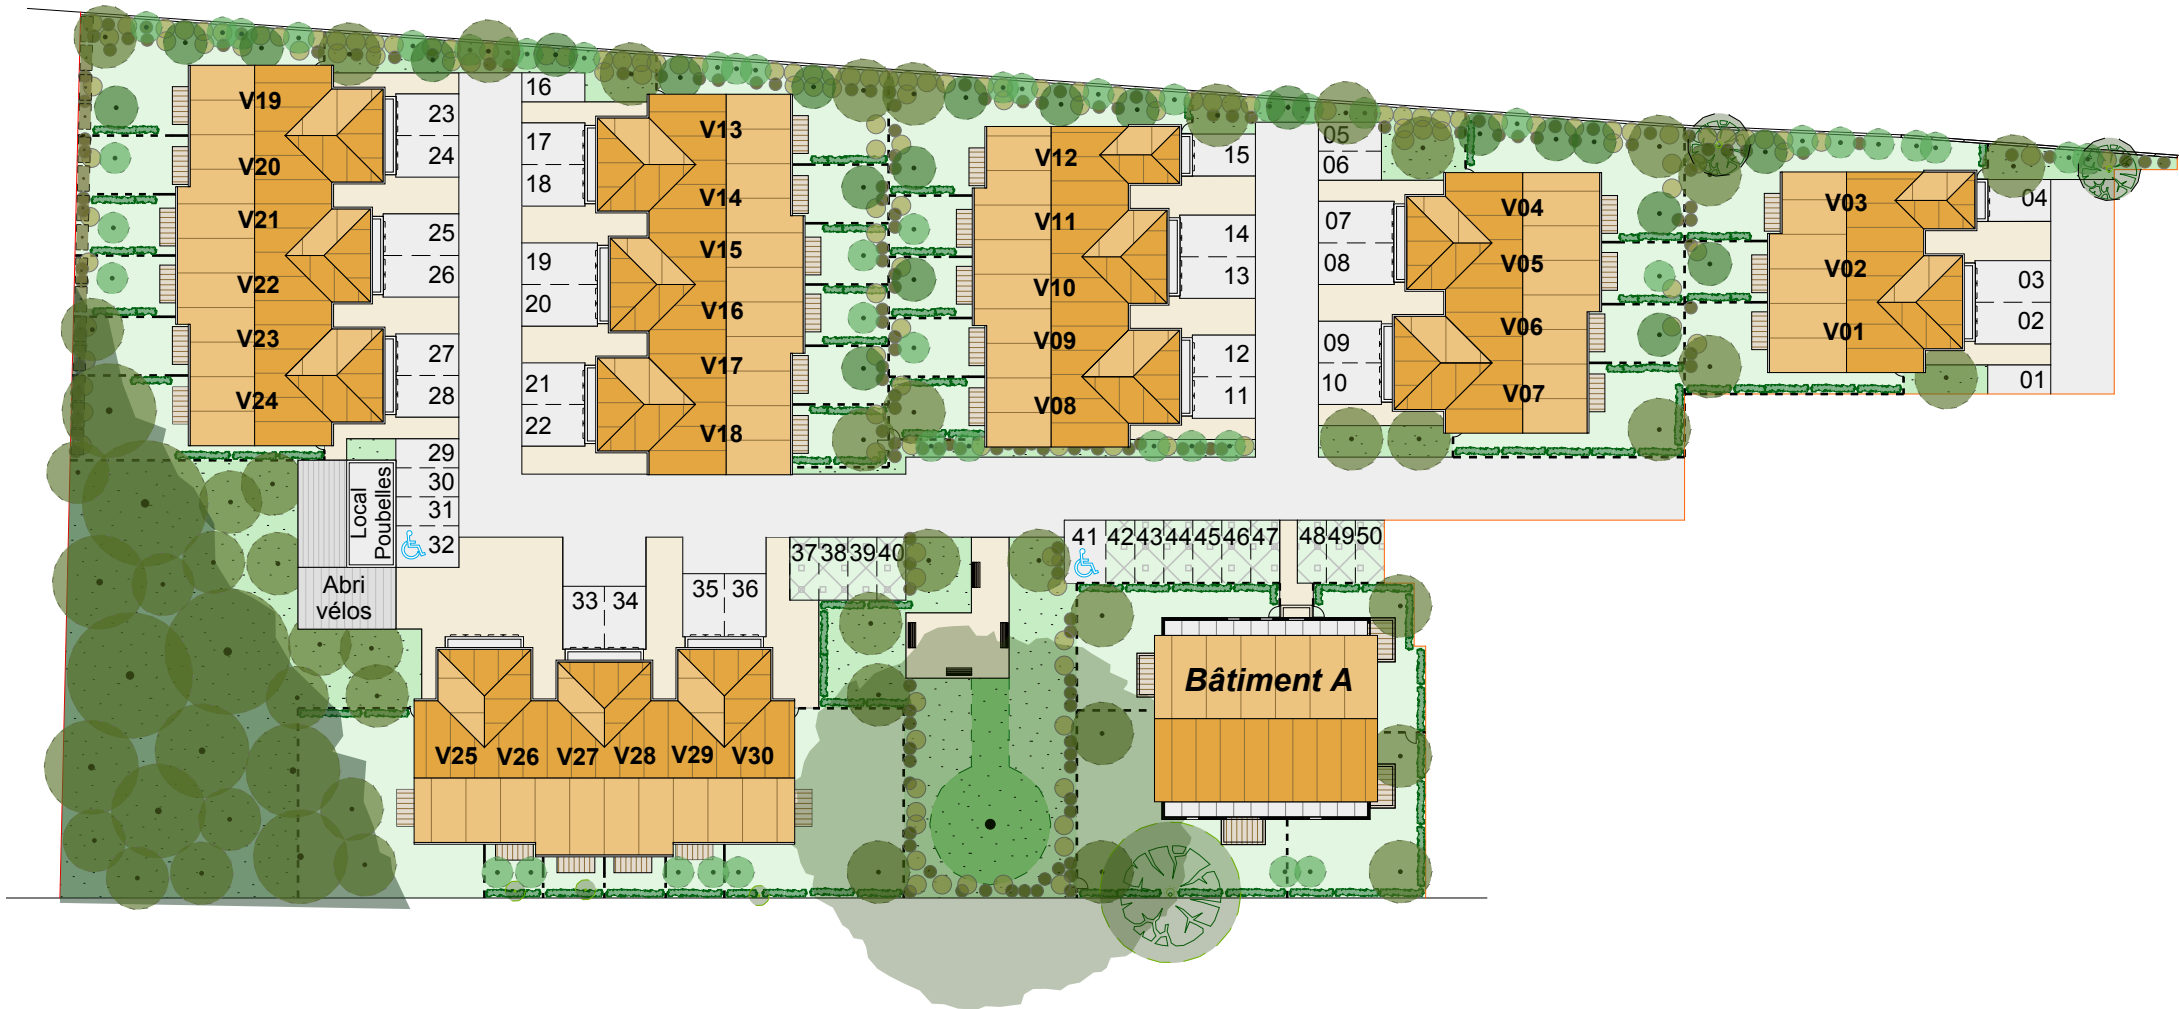 V19
V20
V21
V22
V23
V24
23
24
25
26
27
28
29
30
31
32
Local
Poubelles
Abri
vélos
16
17
18
19
20
21
22
V13
V14
V15
V16
V17
V18
V12
V11
V10
V09
V08
15
14
13
12
11
05
06
07
08
09
10
V04
V05
V06
V07
V03
V02
V01
04
03
02
01
33 34
35 36
37 38 39 40
41 42 43 44 45 46 47 48 49 50
V25 V26 V27 V28 V29 V30
Bâtiment A